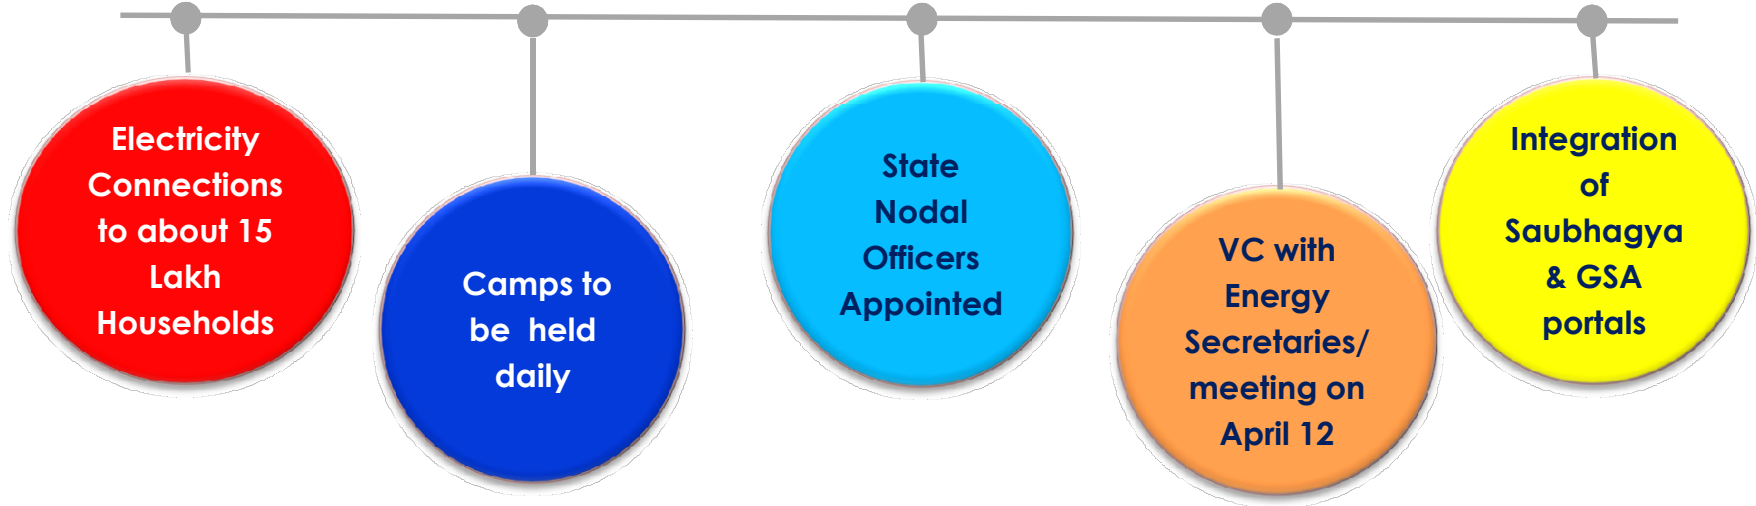 Electricity
Connections
to about 15
Lakh
Households
Camps to
be held
daily
State
Nodal
Officers
Appointed
VC with
Energy
Secretaries/
meeting on
April 12
Integration
of
Saubhagya
& GSA
portals